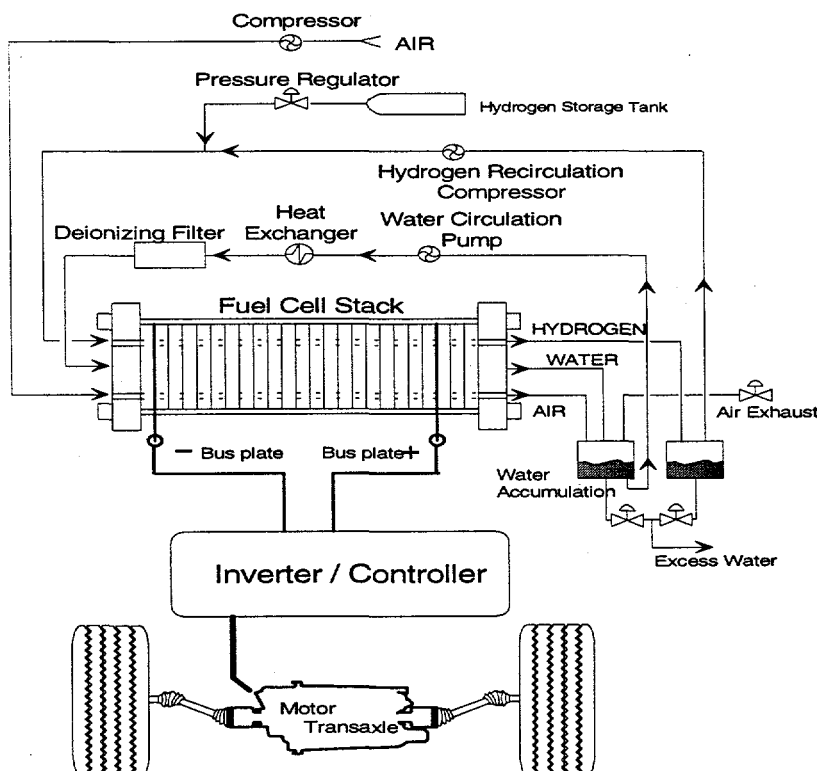 Compressor
AIR
Pressure Regulator
Hydrogen Storage Tank
Hydrogen Recirculation
Compressor
Heat
Exchanger
Water Circulation
Pump
Deionizing Filter
Fuel Cell Stack
HYDROGEN
WATER
AIR
Air Exhaust
− Bus plate
Bus plate +
Water
Accumulation
Excess Water
Inverter / Controller
Motor
Transaxle